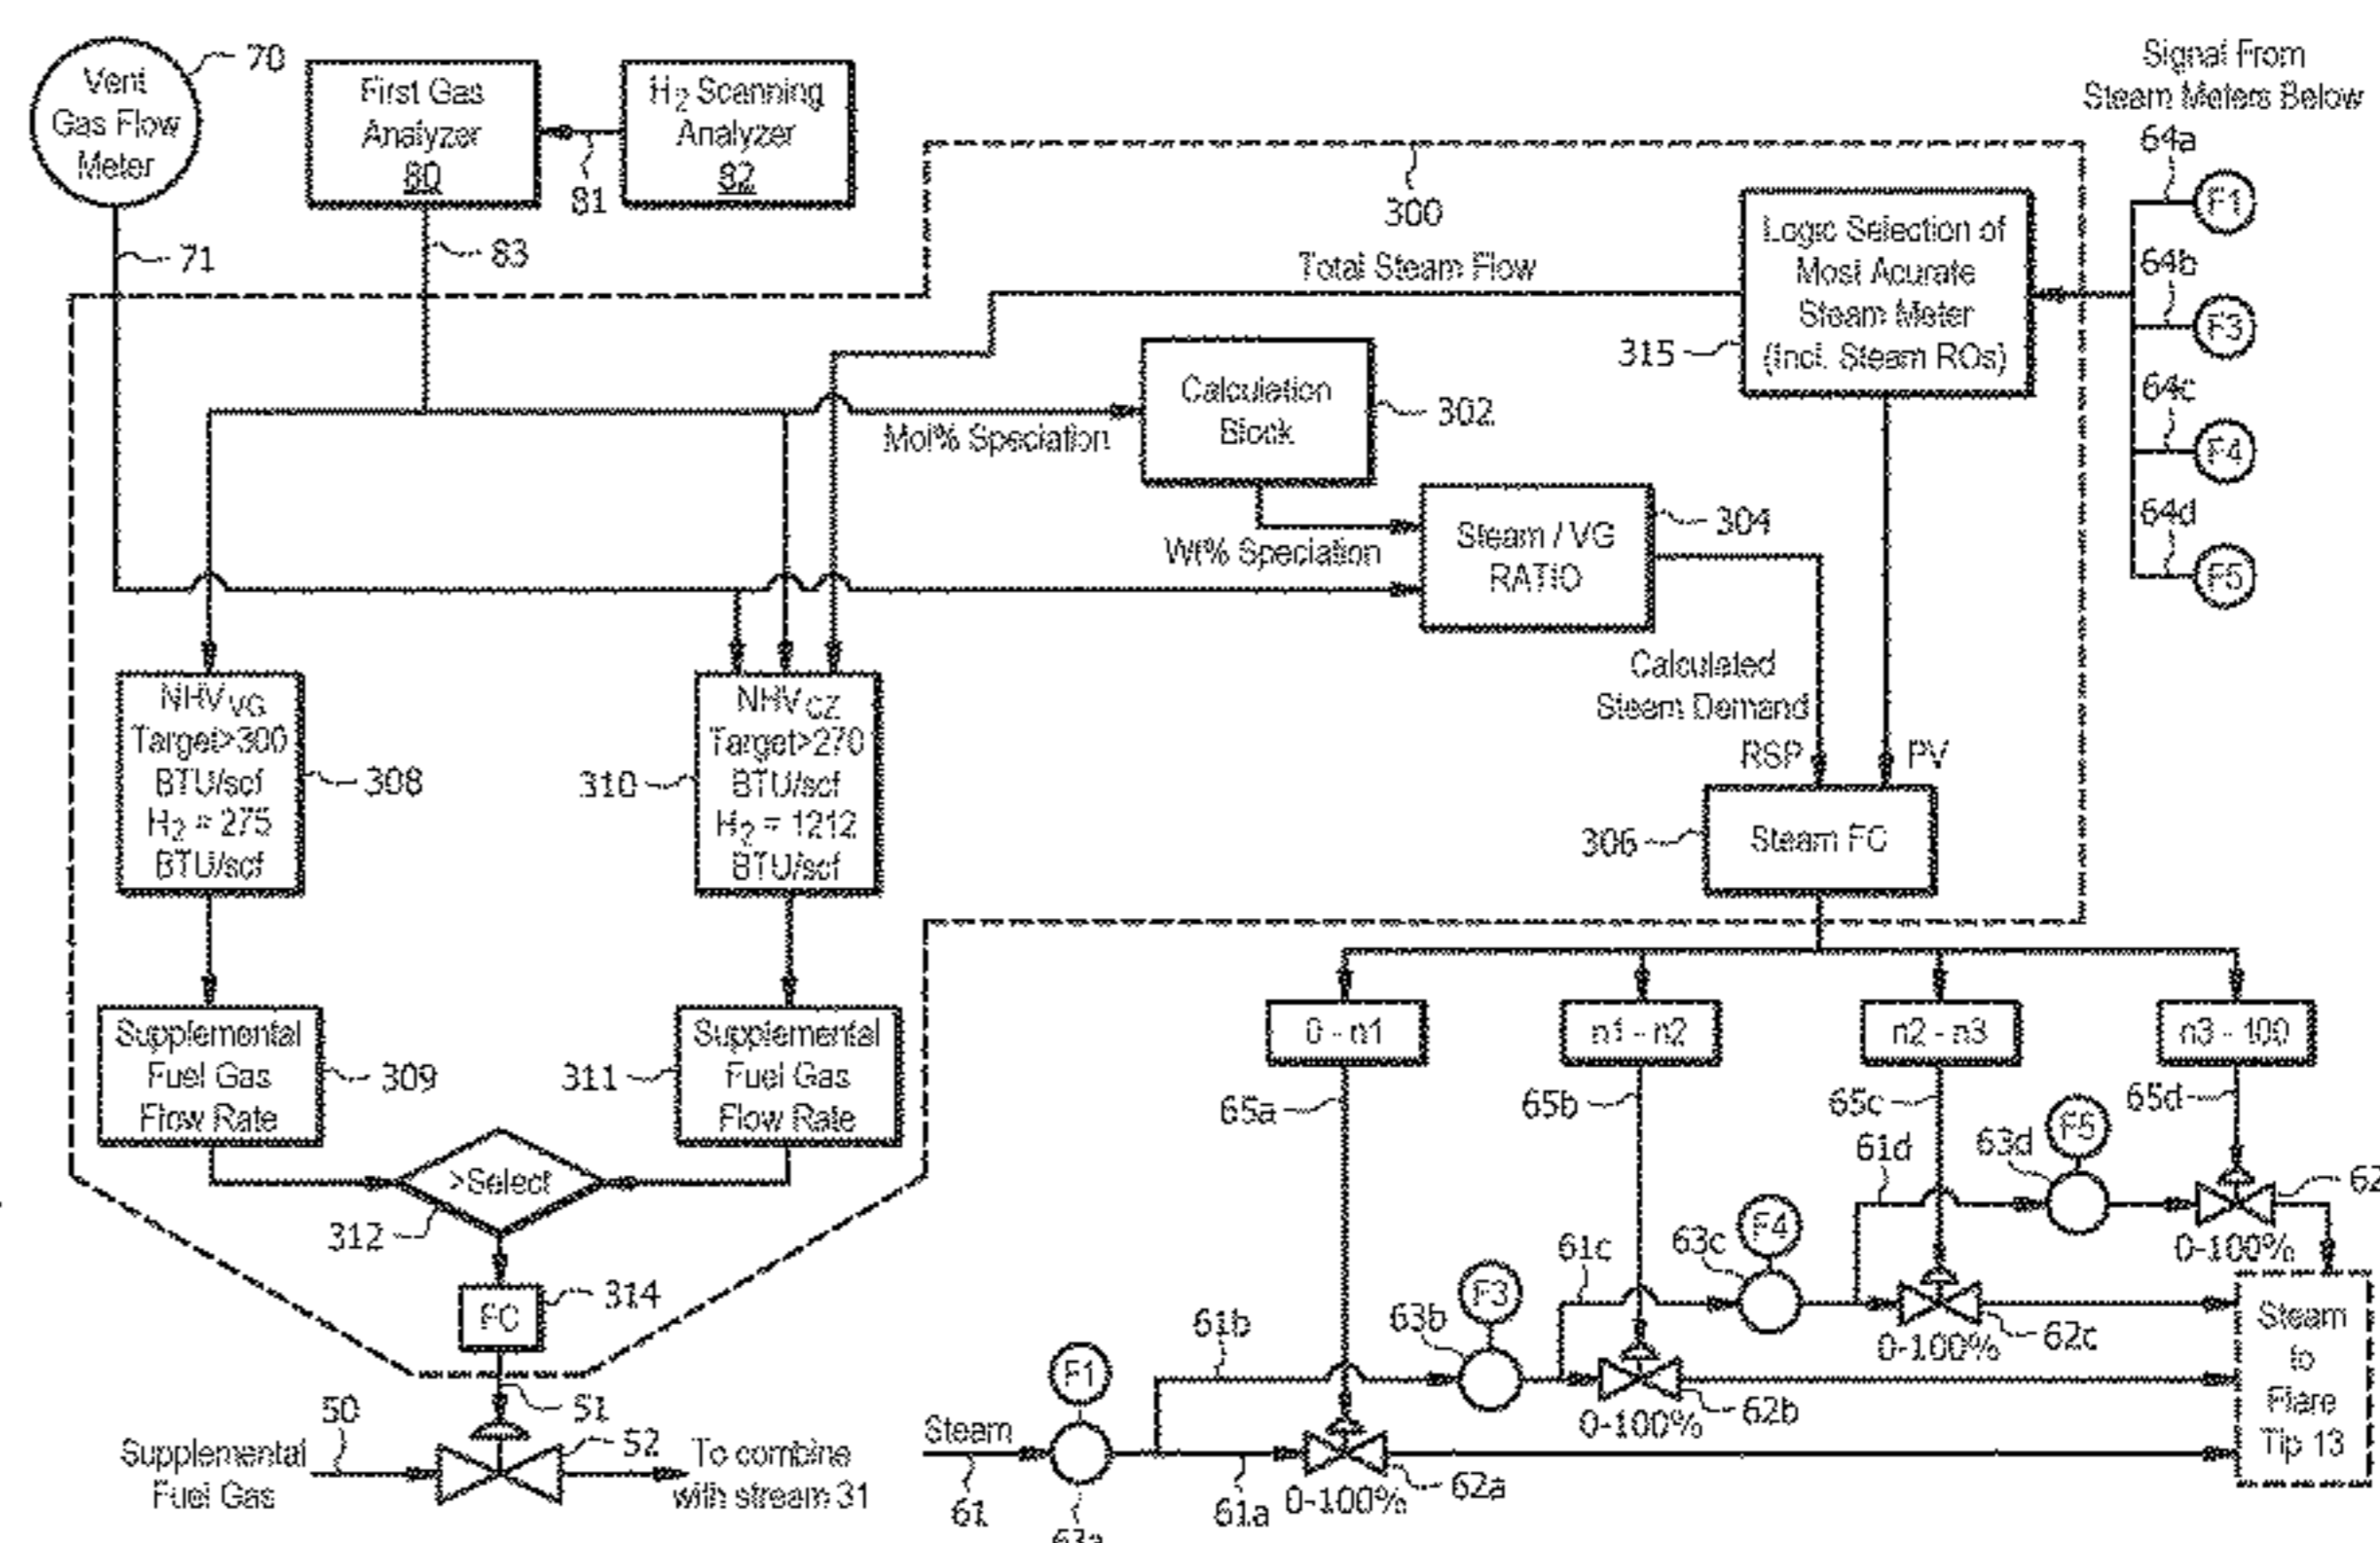 Vent
Gas Flow
Meter
70
71
First Gas
Analyzer
80
81
H2 Scanning
Analyzer
82
83
300
Signal From
Steam Meters Below
64a
F1
64b
F3
64c
F4
64d
F5
Total Steam Flow
Logic Selection of
Most Acurate
Steam Meter
(Incl. Steam ROs)
315
Calculation
Block
302
Mol% Speciation
Wt% Speciation
Steam / VG
RATIO
304
Calculated
Steam Demand
RSP
PV
Steam FC
306
NHV VG
Target>300
BTU/scf
H2 = 275
BTU/scf
308
NHV CZ
Target>270
BTU/scf
H2 = 1212
BTU/scf
310
Supplemental
Fuel Gas
Flow Rate
309
Supplemental
Fuel Gas
Flow Rate
311
>Select
312
FC
314
51
50
52
Supplemental
Fuel Gas
To combine
with stream 31
0 - n1
n1 - n2
n2 - n3
n3 - 100
65a
65b
65c
65d
61d
63d
F5
0-100%
61c
63c
F4
62c
0-100%
61b
63b
F3
62b
0-100%
Steam
61
F1
63a
61a
0-100%
62a
Steam
to
Flare
Tip 13